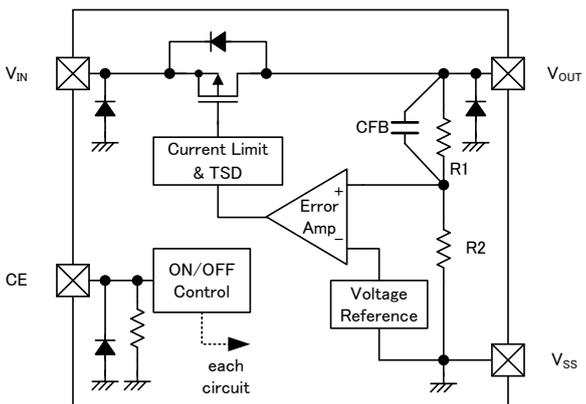 VIN
VOUT
CFB
R1
Current Limit
& TSD
+
Error
Amp
−
R2
CE
ON/OFF
Control
Voltage
Reference
each
circuit
VSS